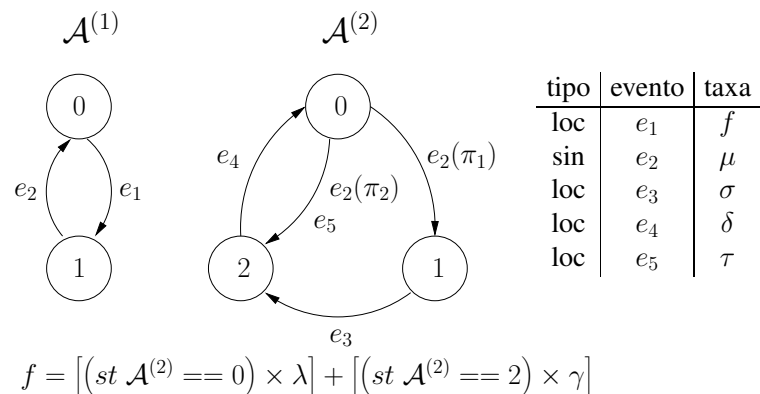 𝒜⁽¹⁾
0
e₂
e₁
1
𝒜⁽²⁾
0
e₄
e₂(π₂)
e₅
e₂(π₁)
2
1
e₃
tipo evento taxa
loc e₁ f
sin e₂ μ
loc e₃ σ
loc e₄ δ
loc e₅ τ
f = [(st 𝒜⁽²⁾ == 0) × λ] + [(st 𝒜⁽²⁾ == 2) × γ]